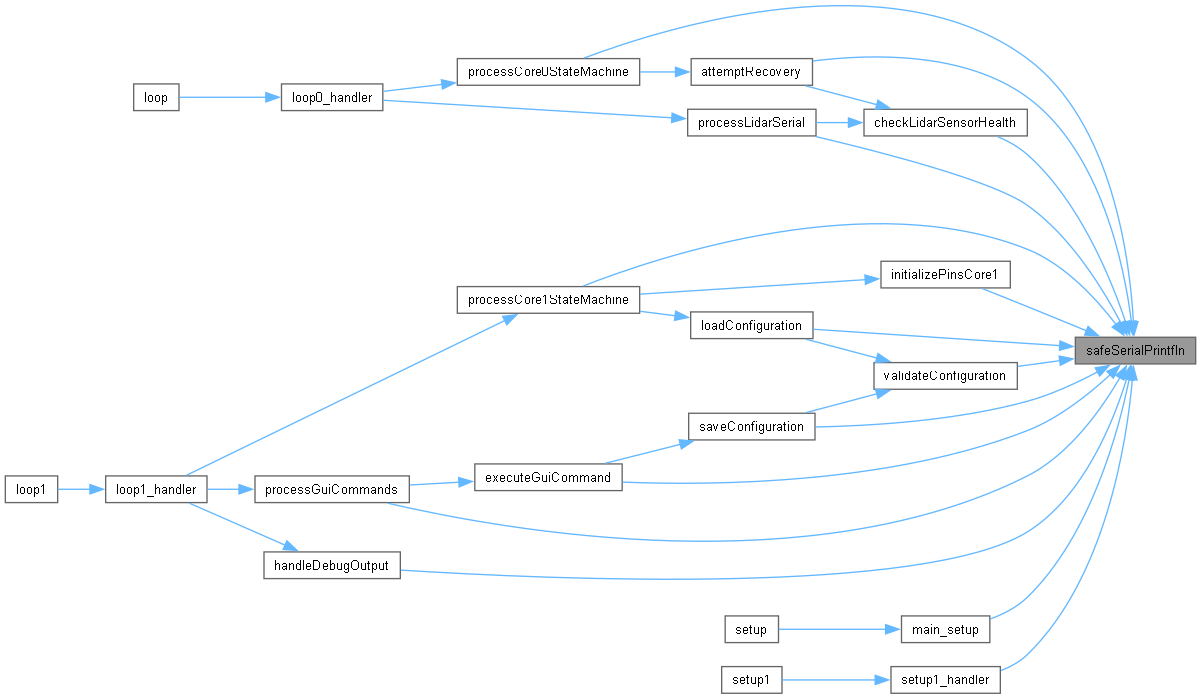 processCore0StateMachine
attemptRecovery
loop
loop0_handler
processLidarSerial
checkLidarSensorHealth
initializePinsCore1
processCore1StateMachine
loadConfiguration
safeSerialPrintfln
validateConfiguration
saveConfiguration
executeGuiCommand
loop1
loop1_handler
processGuiCommands
handleDebugOutput
setup
main_setup
setup1
setup1_handler